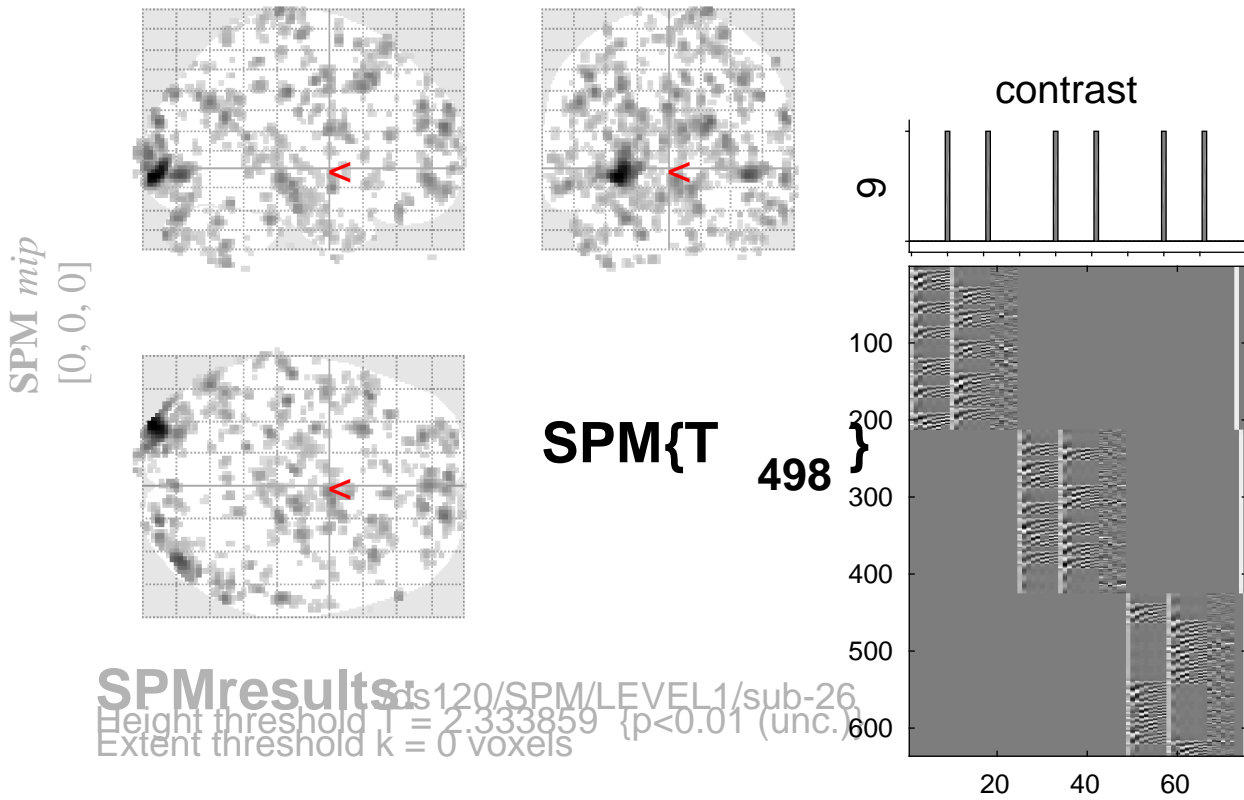 SPM mip
[0, 0, 0]
<
<
<
SPM{T498}
SPMresults: /ds120/SPM/LEVEL1/sub-26
Height threshold T = 2.333859 {p<0.01 (unc.)}
Extent threshold k = 0 voxels
contrast
9
100
200
300
400
500
600
20 40 60